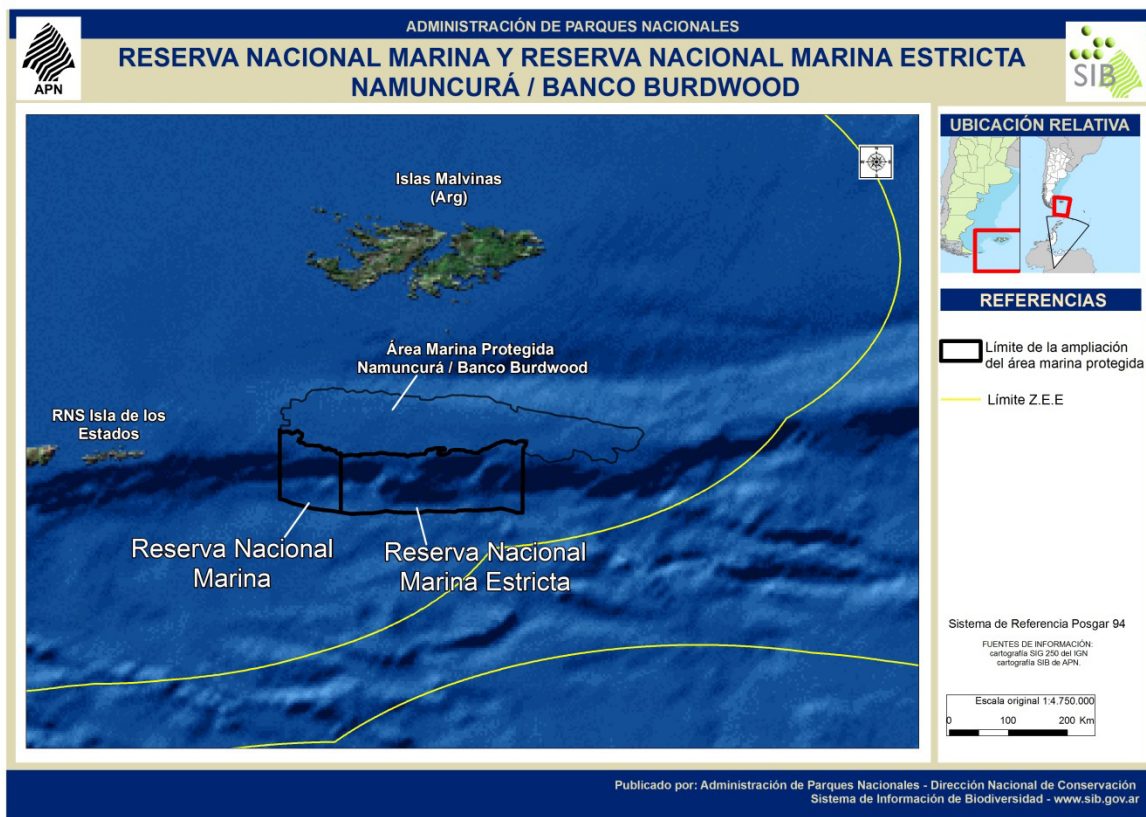 ADMINISTRACIÓN DE PARQUES NACIONALES
RESERVA NACIONAL MARINA Y RESERVA NACIONAL MARINA ESTRICTA
NAMUNCURÁ / BANCO BURDWOOD
APN
SIB
Islas Malvinas
(Arg)
Área Marina Protegida
Namuncurá / Banco Burdwood
RNS Isla de los
Estados
Reserva Nacional
Marina
Reserva Nacional
Marina Estricta
UBICACIÓN RELATIVA
REFERENCIAS
Límite de la ampliación
del área marina protegida
Límite Z.E.E
Sistema de Referencia Posgar 94
FUENTES DE INFORMACIÓN:
cartografía SIG 250 del IGN
cartografía SIB de APN.
Escala original 1:4.750.000
0 100 200 Km
Publicado por: Administración de Parques Nacionales - Dirección Nacional de Conservación
Sistema de Información de Biodiversidad - www.sib.gov.ar